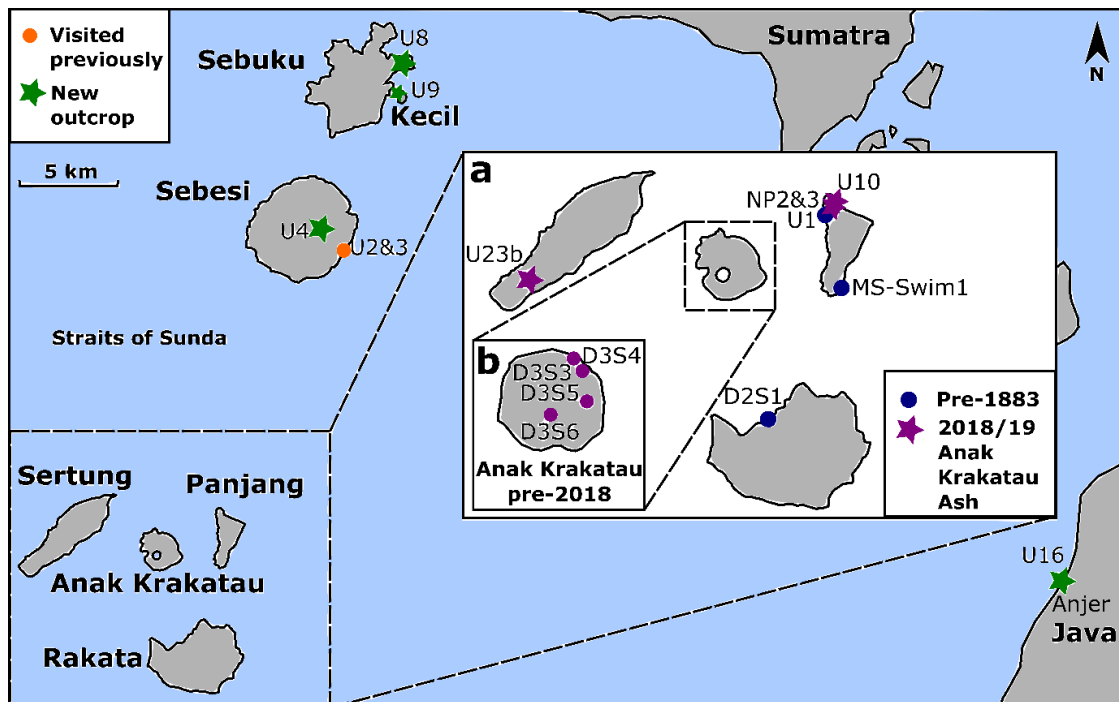 Visited
previously
New
outcrop
5 km
Sebuku
U8
U9
Kecil
Sumatra
N
Sebesi
U4
U2&3
Straits of Sunda
a
U10
NP2&3
U1
U23b
MS-Swim1
b
D3S4
D3S3
D3S5
D3S6
Anak Krakatau
pre-2018
D2S1
Pre-1883
2018/19
Anak
Krakatau
Ash
Sertung
Panjang
Anak Krakatau
Rakata
U16
Anjer
Java